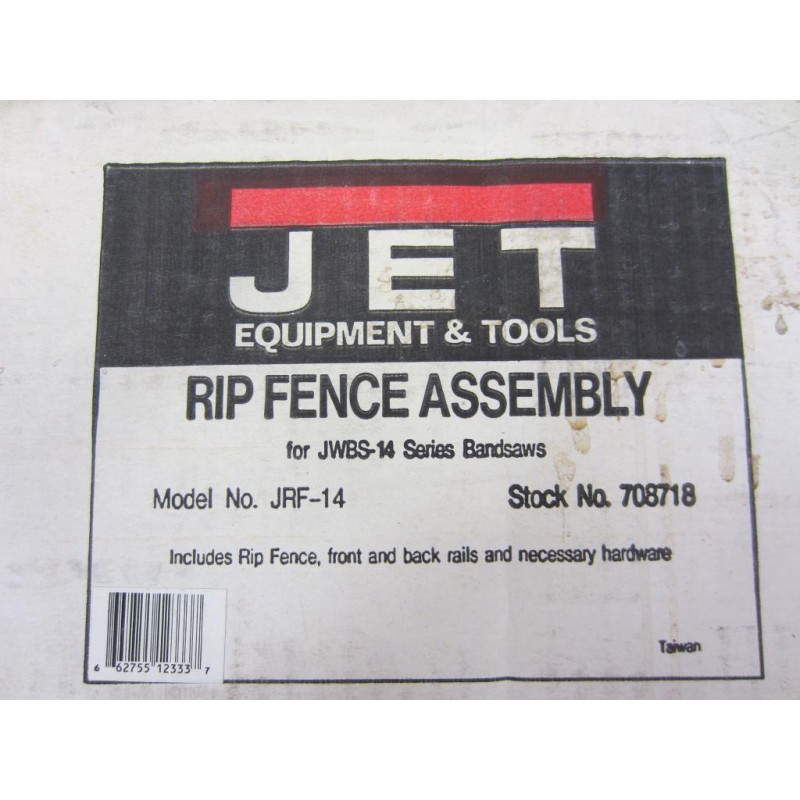 JET
EQUIPMENT & TOOLS
RIP FENCE ASSEMBLY
for JWBS-14 Series Bandsaws
Model No. JRF-14 Stock No. 708718
Includes Rip Fence, front and back rails and necessary hardware
6 62755 12333 7
Taiwan